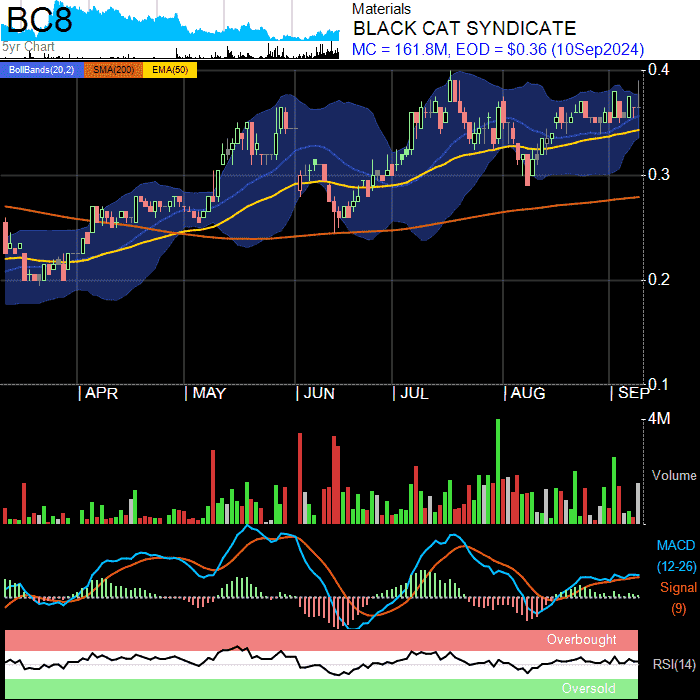 BC8
5yr Chart
Materials
BLACK CAT SYNDICATE
MC = 161.8M, EOD = $0.36 (10Sep2024)
BollBands(20,2) SMA(200) EMA(50)
0.4
0.3
0.2
0.1
APR MAY JUN JUL AUG SEP
4M
Volume
MACD
(12-26)
Signal
(9)
Overbought
RSI(14)
Oversold